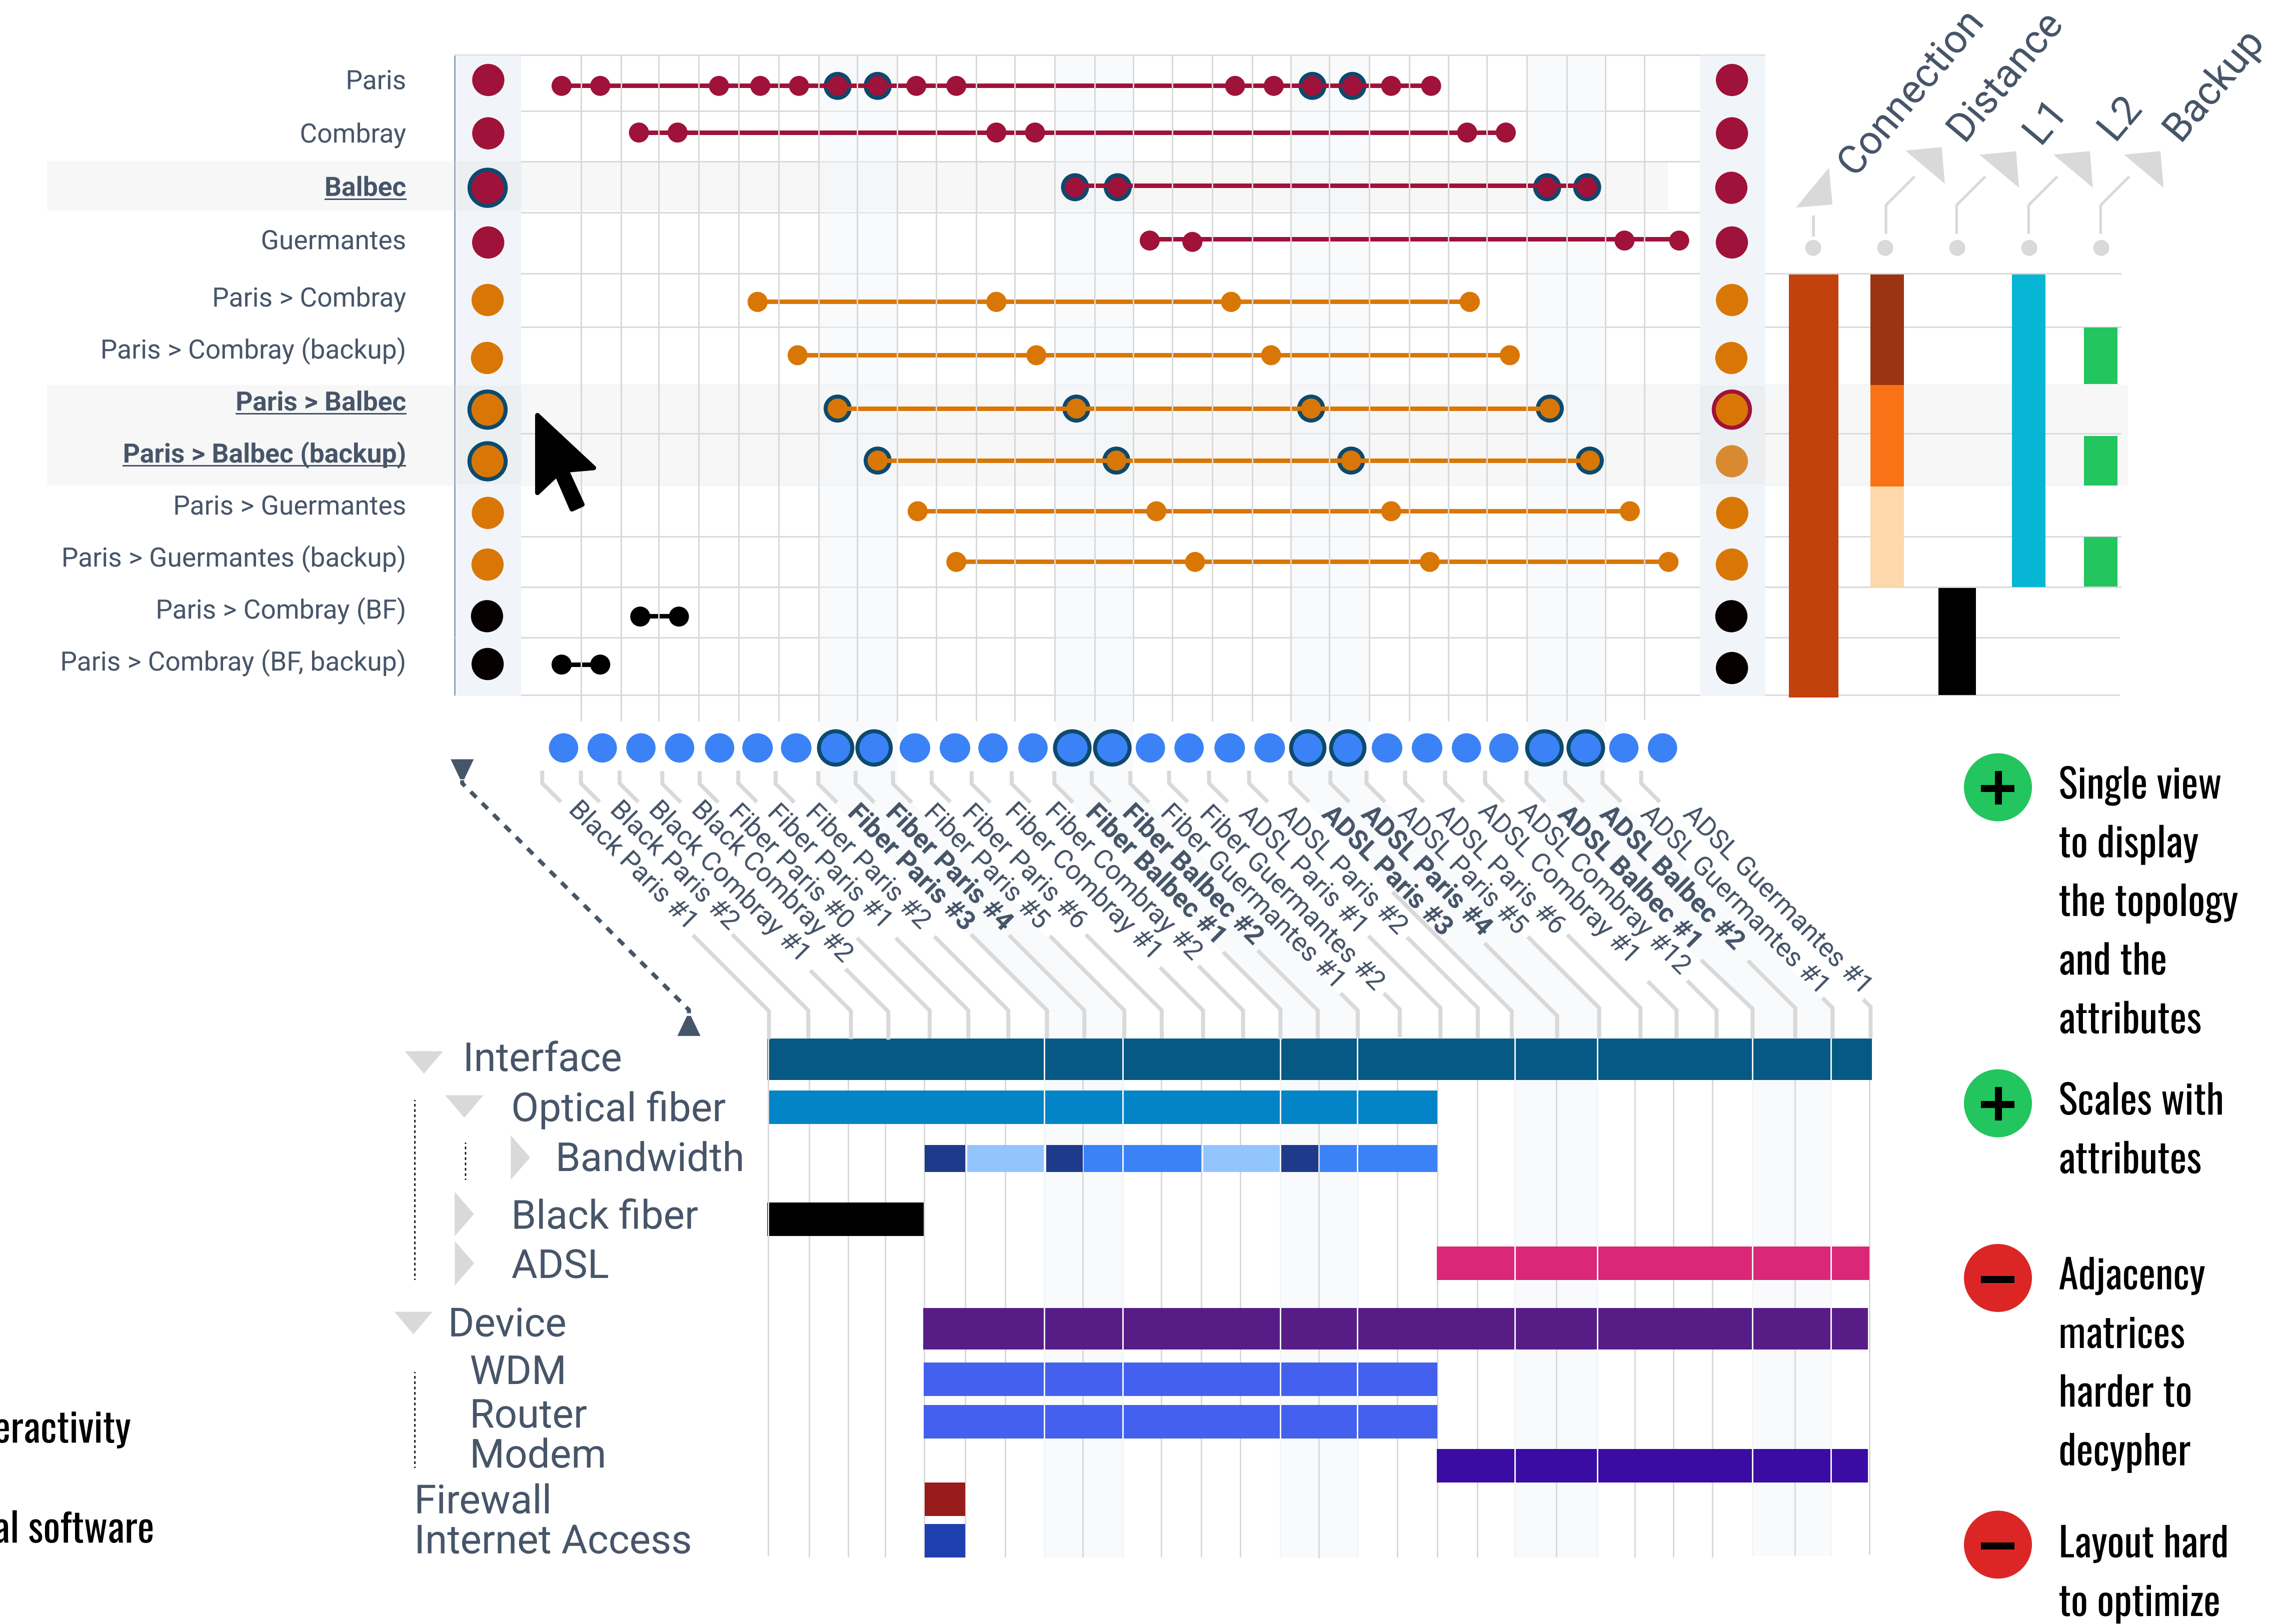 Connection
Distance
L1
L2
Backup
Paris
Combray
Balbec
Guermantes
Paris > Combray
Paris > Combray (backup)
Paris > Balbec
Paris > Balbec (backup)
Paris > Guermantes
Paris > Guermantes (backup)
Paris > Combray (BF)
Paris > Combray (BF, backup)
Black Paris #1
Black Paris #2
Black Combray #1
Black Combray #2
Fiber Paris #0
Fiber Paris #1
Fiber Paris #2
Fiber Paris #3
Fiber Paris #4
Fiber Paris #5
Fiber Paris #6
Fiber Combray #1
Fiber Combray #2
Fiber Balbec #1
Fiber Balbec #2
Fiber Guermantes #1
Fiber Guermantes #2
ADSL Paris #1
ADSL Paris #2
ADSL Paris #3
ADSL Paris #4
ADSL Paris #5
ADSL Paris #6
ADSL Combray #1
ADSL Combray #12
ADSL Balbec #1
ADSL Balbec #2
ADSL Guermantes #1
ADSL Guermantes #1
Interface
Optical fiber
Bandwidth
Black fiber
ADSL
Device
WDM
Router
Modem
Firewall
Internet Access
+ Single view
to display
the topology
and the
attributes
+ Scales with
attributes
– Adjacency
matrices
harder to
decypher
– Layout hard
to optimize
eractivity
al software